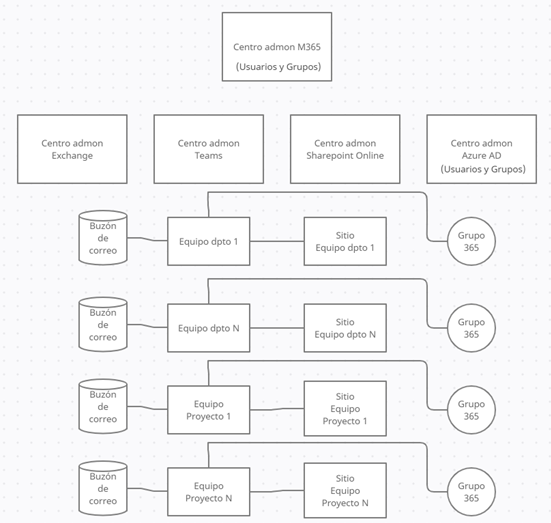 Centro admon M365
(Usuarios y Grupos)
Centro admon
Exchange
Centro admon
Teams
Centro admon
Sharepoint Online
Centro admon
Azure AD
(Usuarios y Grupos)
Buzón
de
correo
Equipo dpto 1
Sitio
Equipo dpto 1
Grupo
365
Buzón
de
correo
Equipo dpto N
Sitio
Equipo dpto N
Grupo
365
Buzón
de
correo
Equipo
Proyecto 1
Sitio
Equipo
Proyecto 1
Grupo
365
Buzón
de
correo
Equipo
Proyecto N
Sitio
Equipo
Proyecto N
Grupo
365